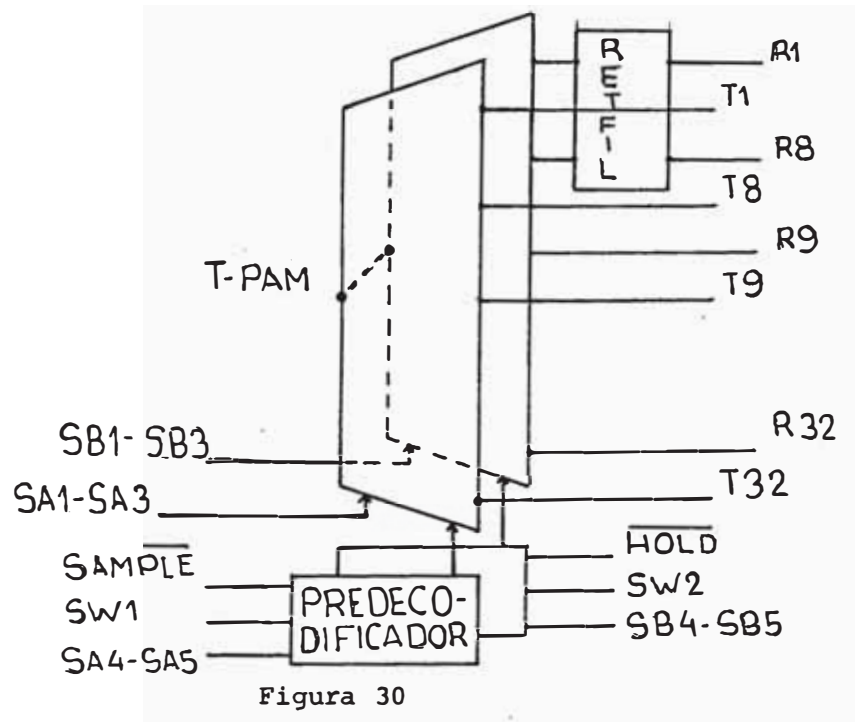 RETFIL
R1
T1
R8
T8
R9
T-PAM
T9
R32
SB1-SB3
T32
SA1-SA3
HOLD
SAMPLE
SW2
PREDECO-
DIFICADOR
SW1
SB4-SB5
SA4-SA5
Figura 30